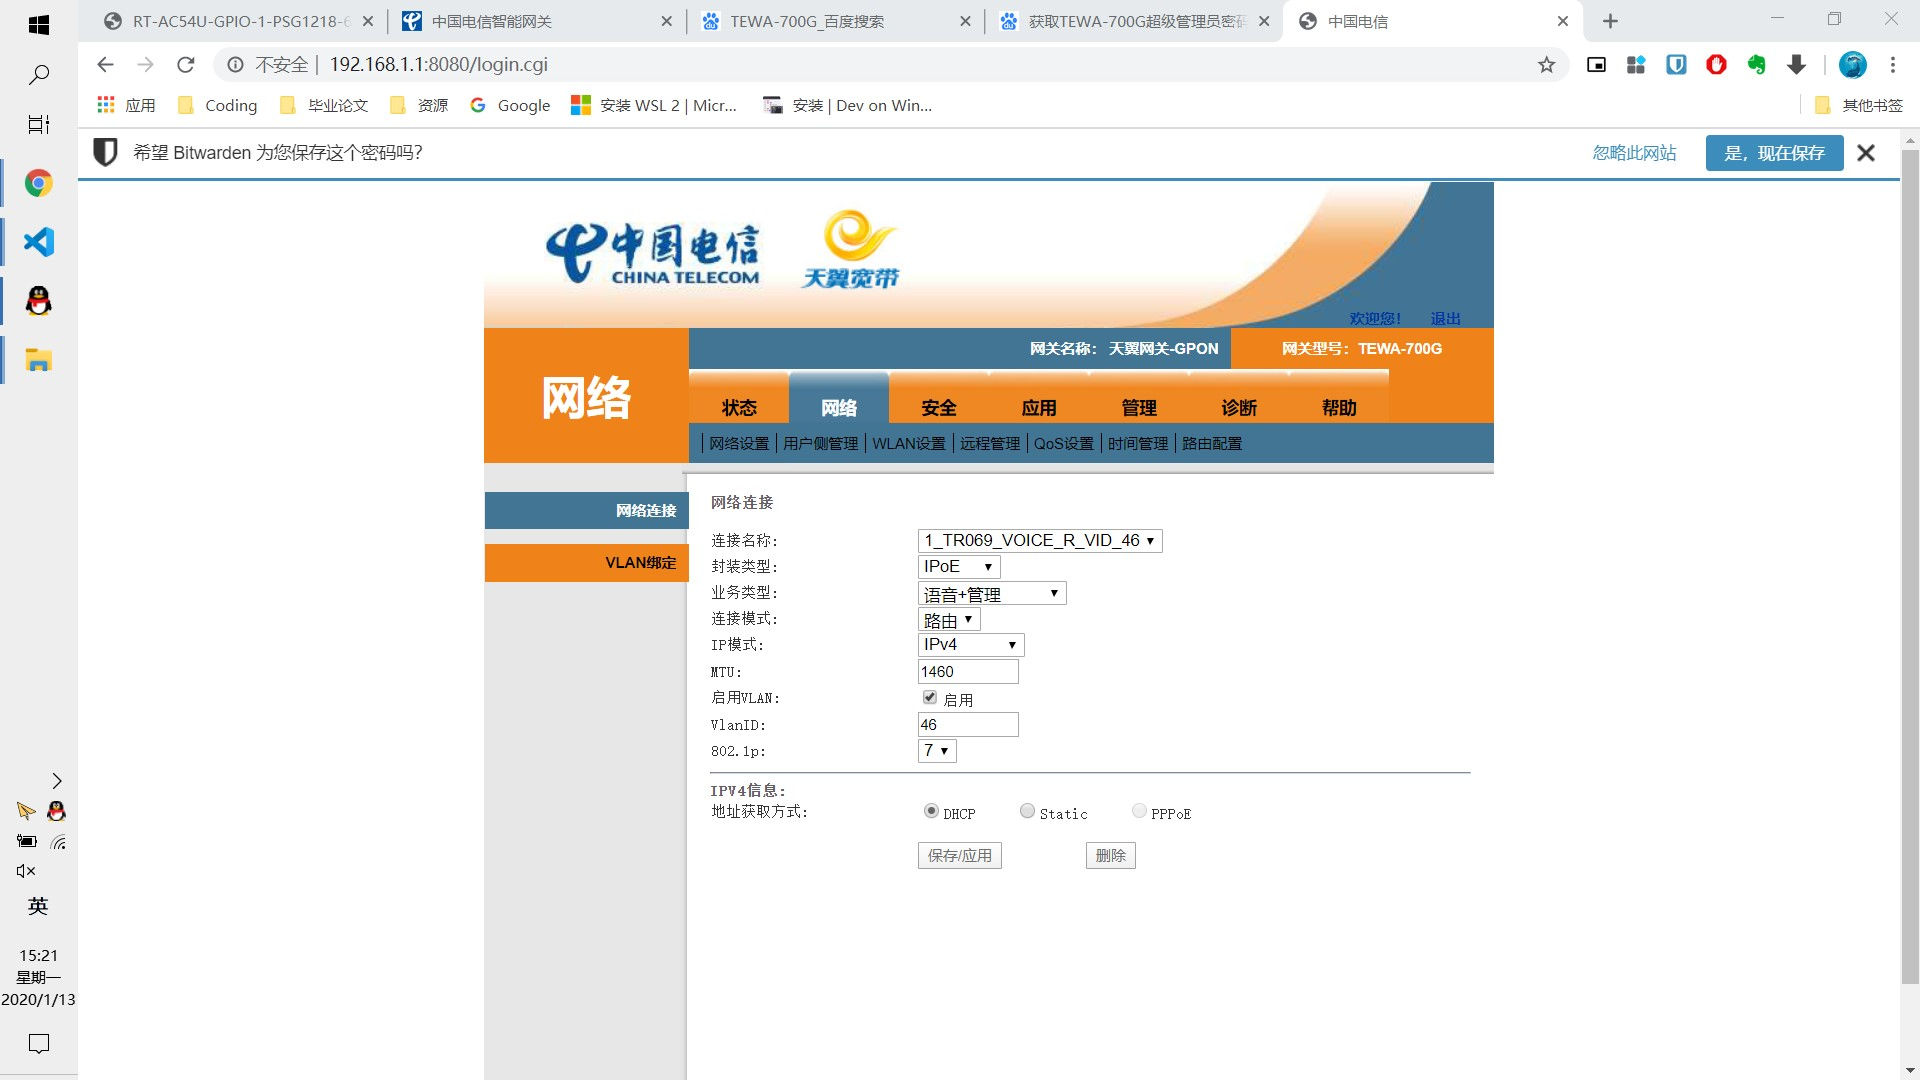 RT-AC54U-GPIO-1-PSG1218-6
中国电信智能网关
TEWA-700G_百度搜索
获取TEWA-700G超级管理员密码
中国电信
不安全 | 192.168.1.1:8080/login.cgi
应用 Coding 毕业论文 资源 Google 安装 WSL 2 | Micr... 安装 | Dev on Win... 其他书签
希望 Bitwarden 为您保存这个密码吗? 忽略此网站 是，现在保存
中国电信
CHINA TELECOM
天翼宽带
欢迎您！ 退出
网关名称： 天翼网关-GPON 网关型号：TEWA-700G
网络
状态 网络 安全 应用 管理 诊断 帮助
网络设置 用户侧管理 WLAN设置 远程管理 QoS设置 时间管理 路由配置
网络连接
VLAN绑定
网络连接
连接名称： 1_TR069_VOICE_R_VID_46
封装类型： IPoE
业务类型： 语音+管理
连接模式： 路由
IP模式： IPv4
MTU: 1460
启用VLAN: 启用
VlanID: 46
802.1p: 7
IPV4信息：
地址获取方式： DHCP Static PPPoE
保存/应用 删除
英
15:21
星期一
2020/1/13